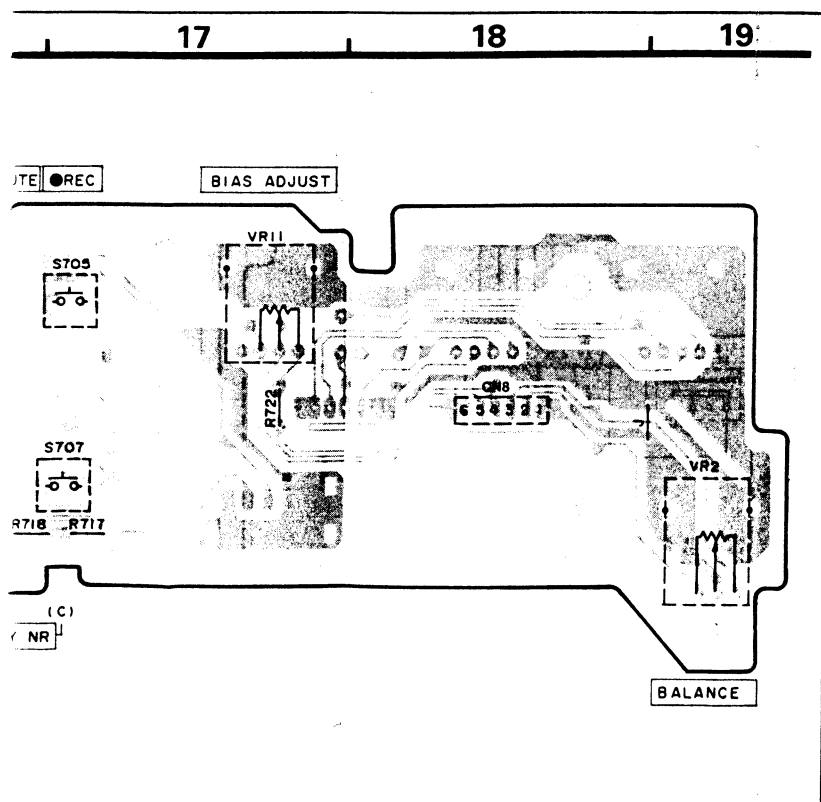 17 18 19
●REC BIAS ADJUST
VR11
S705
CN8
R722
6 5 4 3 2 1
J
S707
VR2
R718 R717
(C)
NR
BALANCE